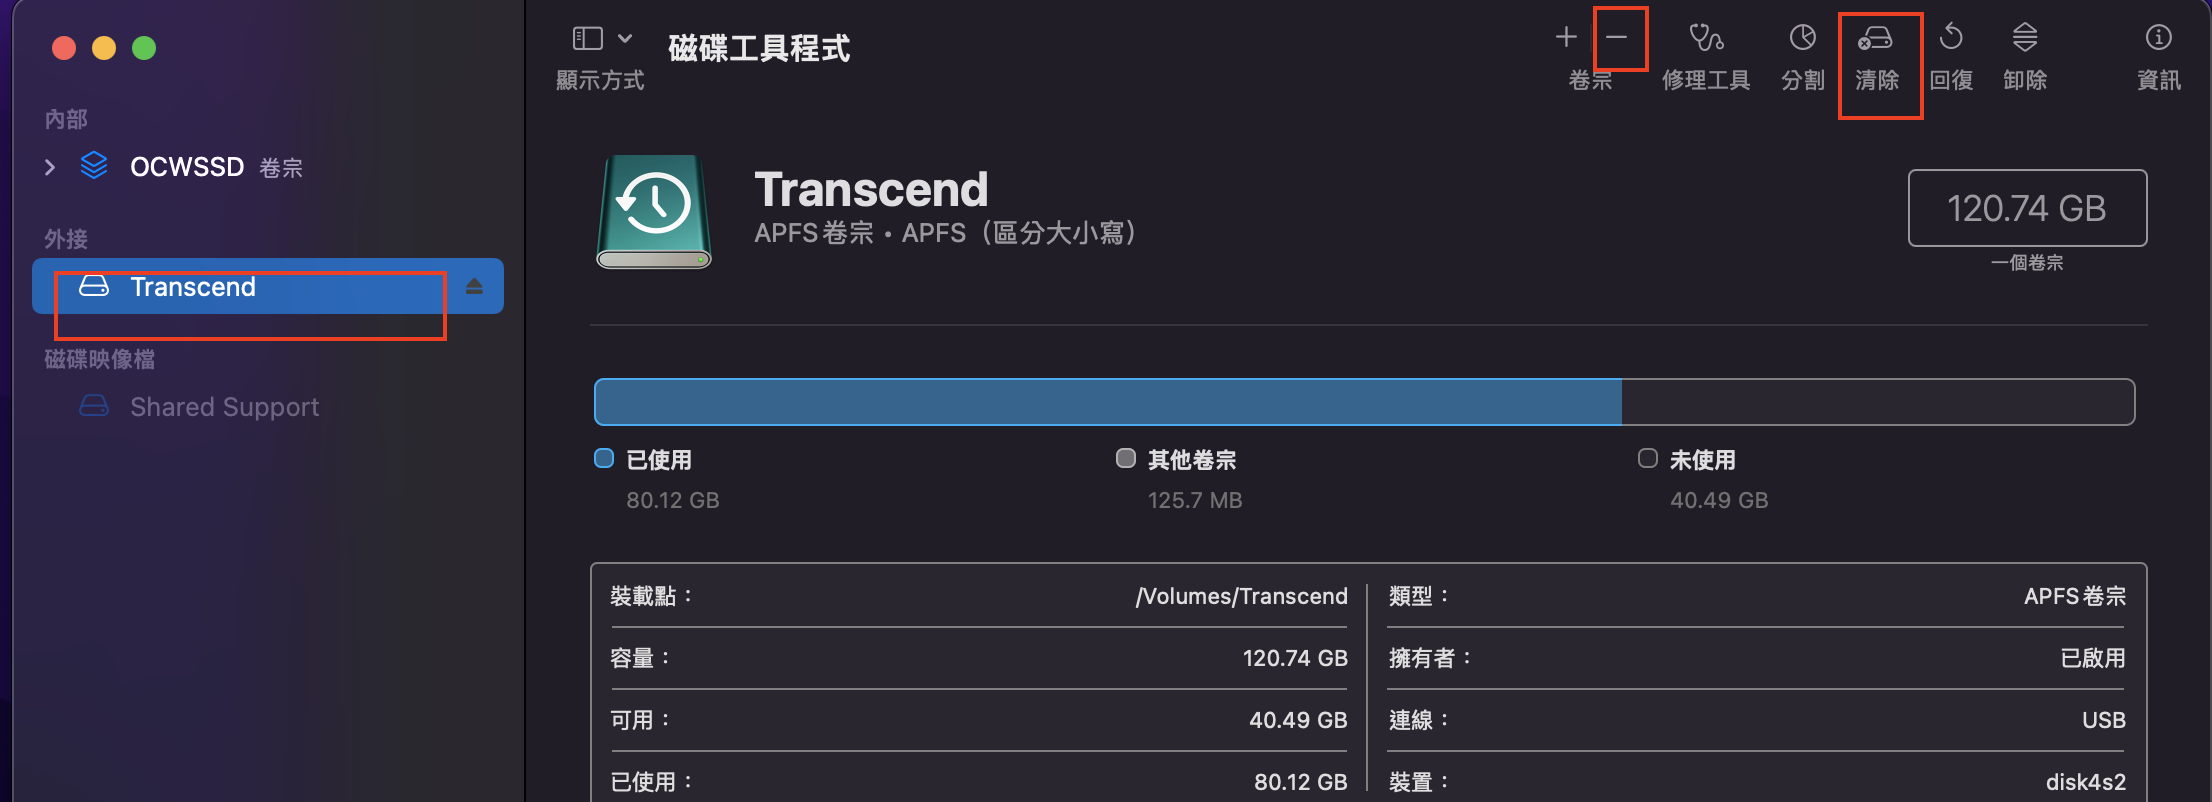 顯示方式
磁碟工具程式
卷宗
修理工具
分割
清除
回復
卸除
資訊
內部
OCWSSD 卷宗
外接
Transcend
磁碟映像檔
Shared Support
Transcend
APFS卷宗・APFS（區分大小寫）
120.74 GB
一個卷宗
已使用
80.12 GB
其他卷宗
125.7 MB
未使用
40.49 GB
裝載點：
/Volumes/Transcend
類型：
APFS卷宗
容量：
120.74 GB
擁有者：
已啟用
可用：
40.49 GB
連線：
USB
已使用：
80.12 GB
裝置：
disk4s2